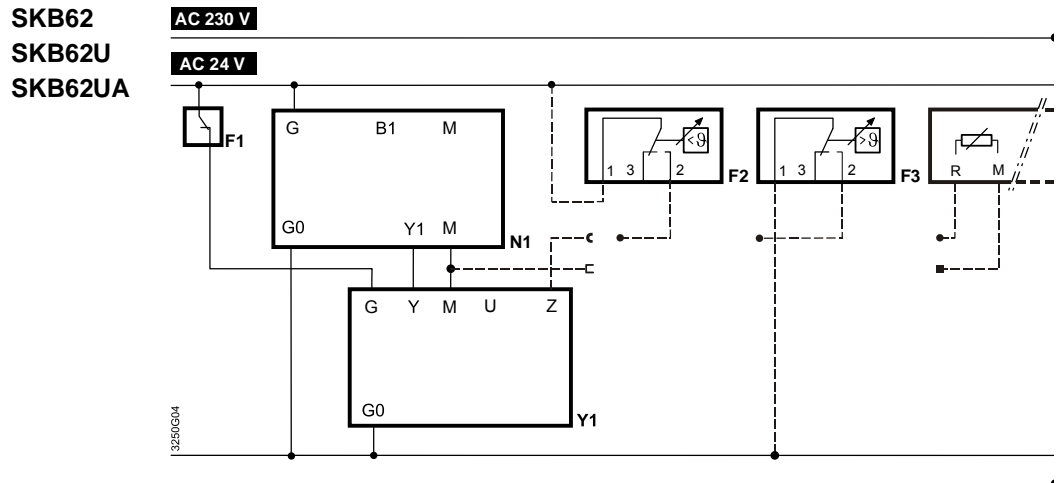 SKB62
SKB62U
SKB62UA
AC 230 V
AC 24 V
F1
G B1 M
G0 Y1 M
N1
1 3 2
<ϑ
F2
1 3 2
>ϑ
F3
R M
G Y M U Z
G0
Y1
3250G04